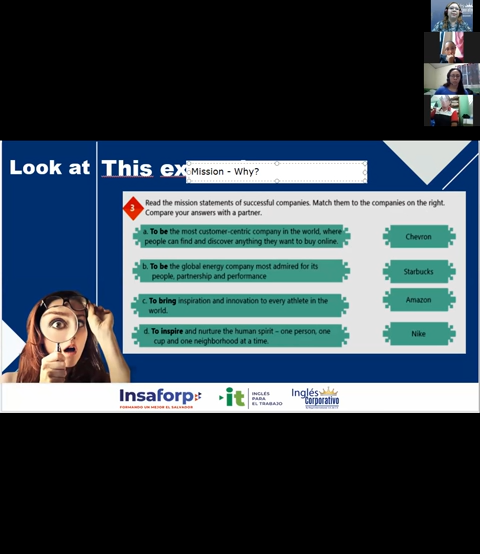 Look at This ex
Mission - Why?
3 Read the mission statements of successful companies. Match them to the companies on the right.
Compare your answers with a partner.
a. To be the most customer-centric company in the world, where
people can find and discover anything they want to buy online.
Chevron
b. To be the global energy company most admired for its
people, partnership and performance
Starbucks
c. To bring inspiration and innovation to every athlete in the
world.
Amazon
d. To inspire and nurture the human spirit – one person, one
cup and one neighborhood at a time.
Nike
Insaforp
FORMANDO UN MEJOR EL SALVADOR
it
INGLÉS
PARA
EL TRABAJO
Inglés
Corporativo